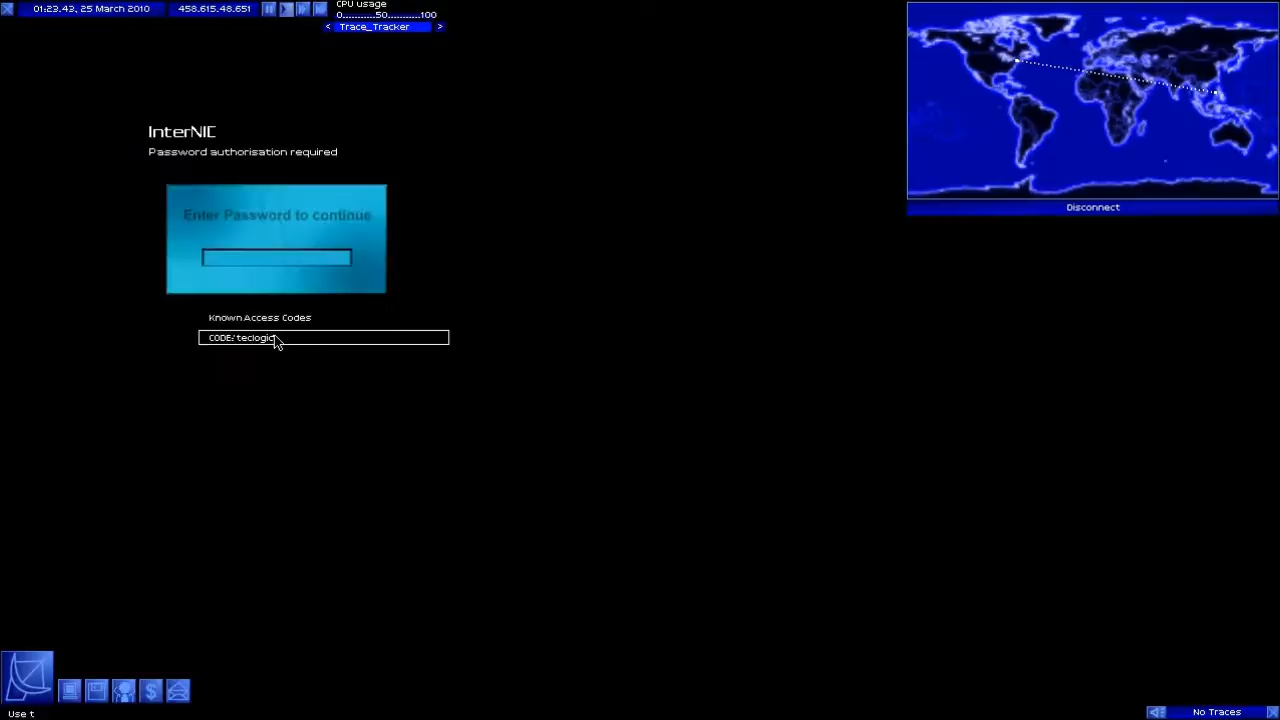 01:23.43, 25 March 2010
458.615.48.651
CPU usage
0..........50..........100
< Trace_Tracker >
InterNIC
Password authorisation required
Enter Password to continue
Known Access Codes
CODE:'teclogic'
Disconnect
Use t
No Traces